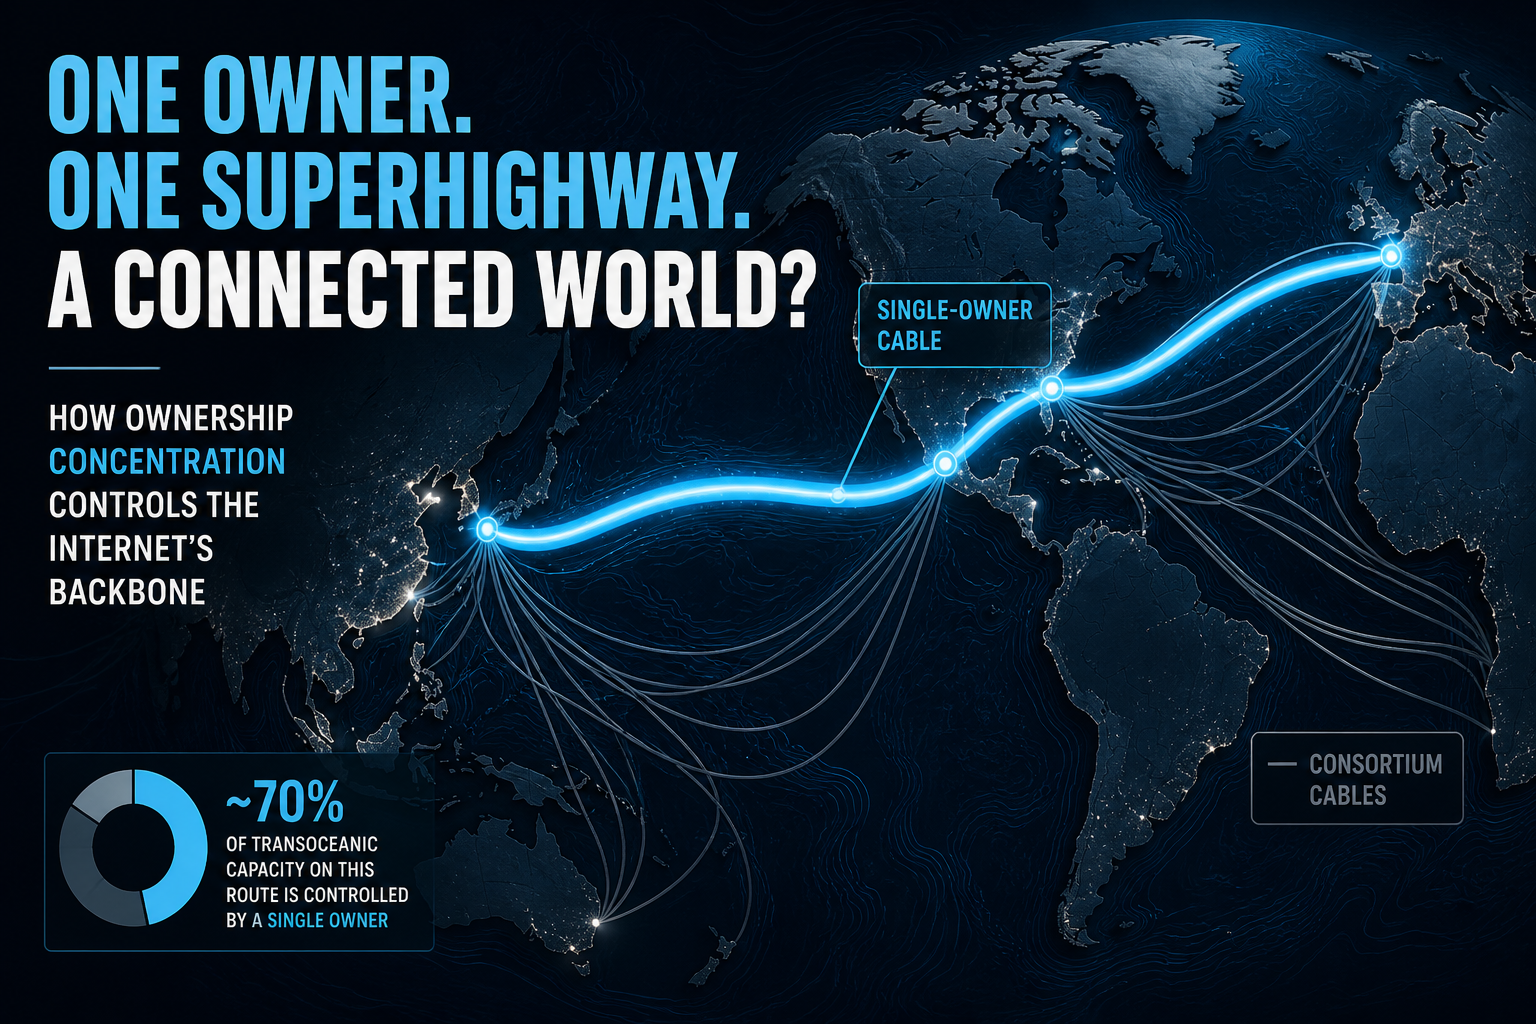 ONE OWNER.
ONE SUPERHIGHWAY.
A CONNECTED WORLD?
HOW OWNERSHIP
CONCENTRATION
CONTROLS THE
INTERNET'S
BACKBONE
SINGLE-OWNER
CABLE
~70%
OF TRANSOCEANIC
CAPACITY ON THIS
ROUTE IS CONTROLLED
BY A SINGLE OWNER
CONSORTIUM
CABLES